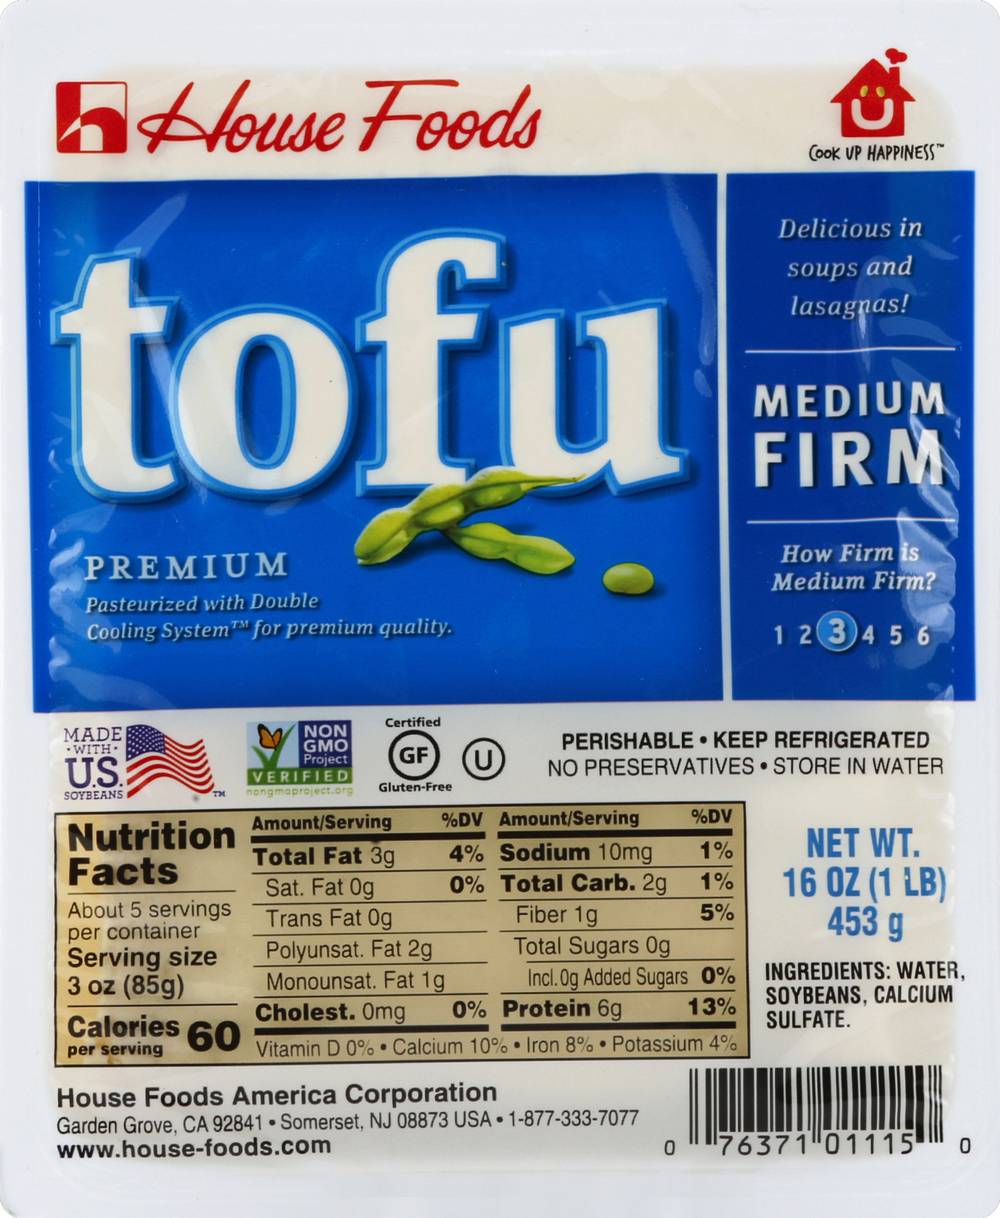 House Foods
COOK UP HAPPINESS™
tofu
PREMIUM
Pasteurized with Double
Cooling System™ for premium quality.
Delicious in
soups and
lasagnas!
MEDIUM
FIRM
How Firm is
Medium Firm?
1 2 3 4 5 6
MADE
•WITH•
U.S.
SOYBEANS
TM
NON
GMO
Project
VERIFIED
nongmoproject.org
Certified
GF
Gluten-Free
U
PERISHABLE • KEEP REFRIGERATED
NO PRESERVATIVES • STORE IN WATER
Nutrition
Facts
About 5 servings
per container
Serving size
3 oz (85g)
Calories 60
per serving
Amount/Serving %DV
Total Fat 3g 4%
Sat. Fat 0g 0%
Trans Fat 0g
Polyunsat. Fat 2g
Monounsat. Fat 1g
Cholest. 0mg 0%
Amount/Serving %DV
Sodium 10mg 1%
Total Carb. 2g 1%
Fiber 1g 5%
Total Sugars 0g
Incl. 0g Added Sugars 0%
Protein 6g 13%
Vitamin D 0% • Calcium 10% • Iron 8% • Potassium 4%
NET WT.
16 OZ (1 LB)
453 g
INGREDIENTS: WATER,
SOYBEANS, CALCIUM
SULFATE.
House Foods America Corporation
Garden Grove, CA 92841 • Somerset, NJ 08873 USA • 1-877-333-7077
www.house-foods.com
0 76371 01115 0